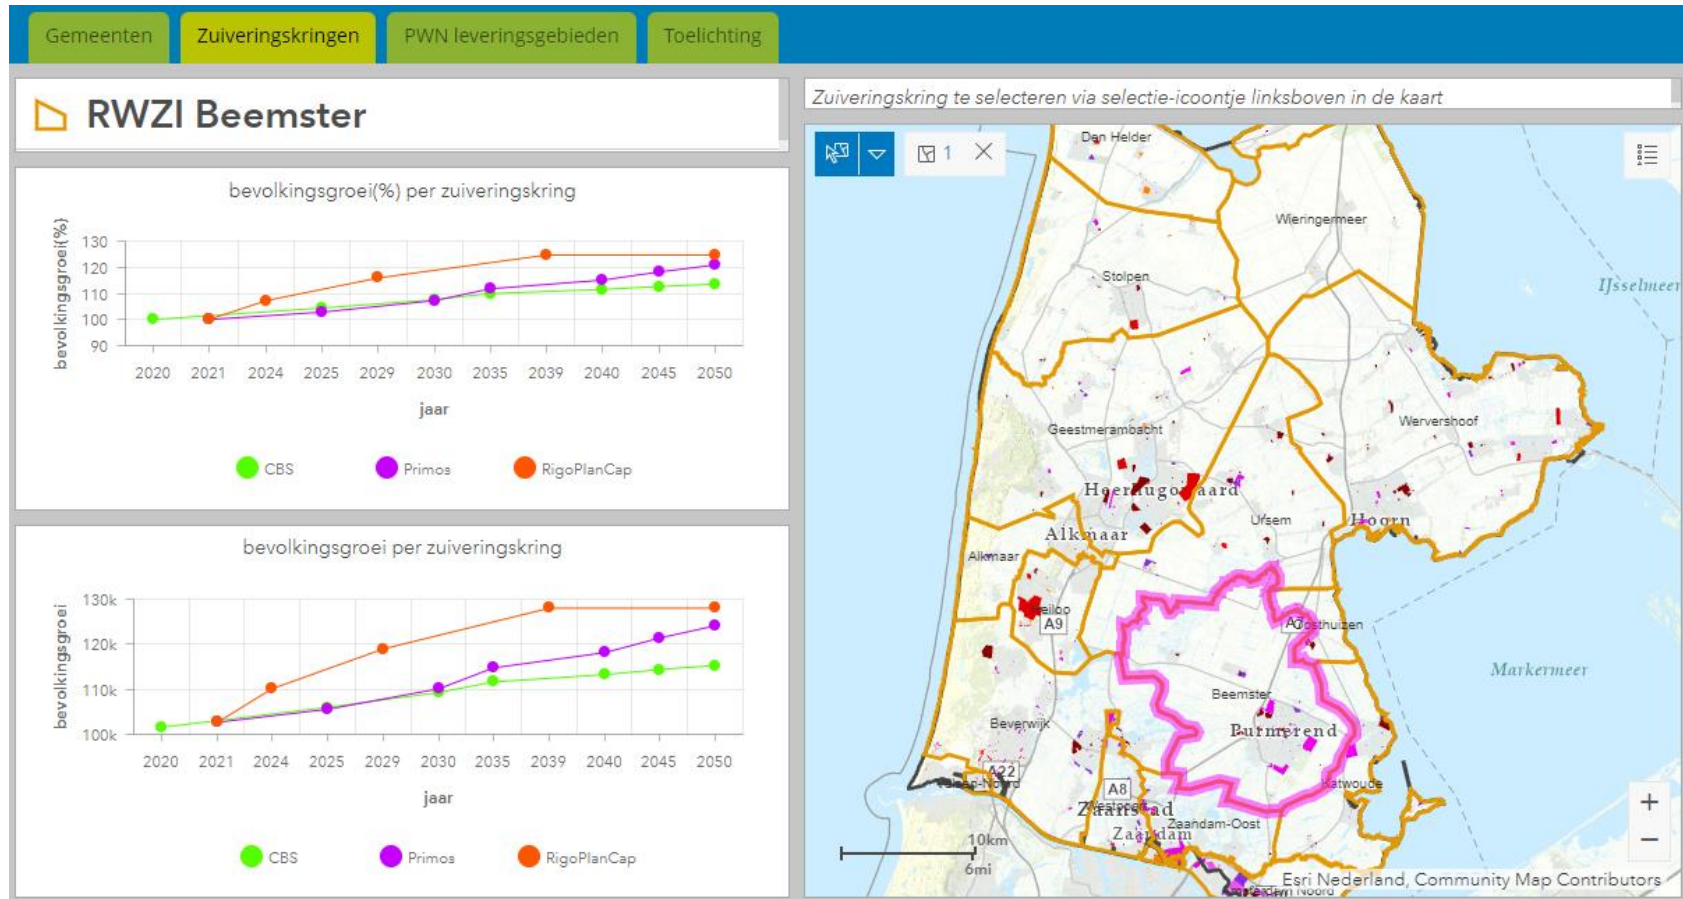 Gemeenten
Zuiveringskringen
PWN leveringsgebieden
Toelichting
RWZI Beemster
bevolkingsgroei(%) per zuiveringskring
bevolkingsgroei(%)
130
120
110
100
90
2020 2021 2024 2025 2029 2030 2035 2039 2040 2045 2050
jaar
CBS Primos RigoPlanCap
bevolkingsgroei per zuiveringskring
bevolkingsgroei
130k
120k
110k
100k
2020 2021 2024 2025 2029 2030 2035 2039 2040 2045 2050
jaar
CBS Primos RigoPlanCap
Zuiveringskring te selecteren via selectie-icoontje linksboven in de kaart
1
Den Helder
Wieringermeer
Stolpen
IJsselmeer
Geestmerambacht
Wervershoof
Heerhugowaard
Ursem
Hoorn
Alkmaar
Alkmaar
A9
A7
Oosthuizen
Markermeer
Beemster
Beverwijk
Purmerend
A22
Katwoude
A8
Zaanstad
Zaandam-Oost
Zaandam
10km
6mi
+
−
Esri Nederland, Community Map Contributors